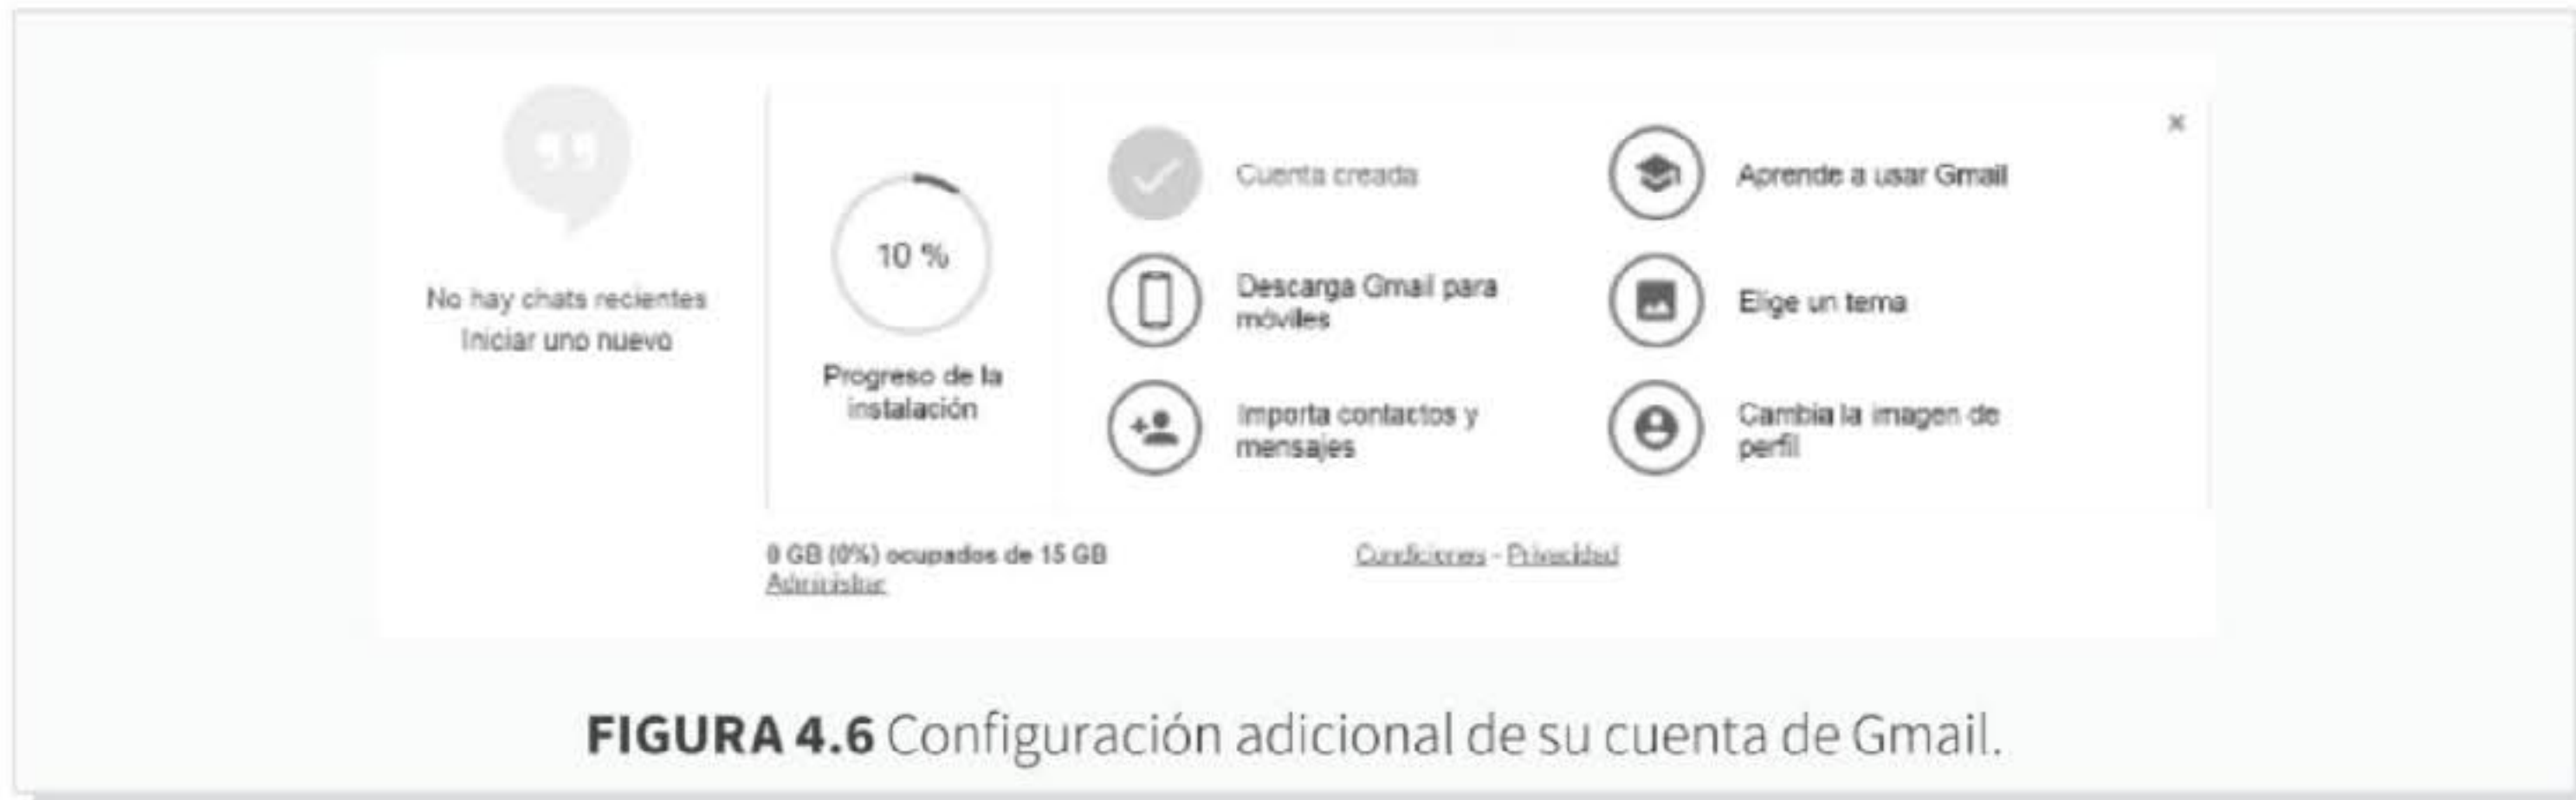 No hay chats recientes
Iniciar uno nuevo
10 %
Progreso de la
instalación
Cuenta creada
Descarga Gmail para
móviles
Importa contactos y
mensajes
Aprende a usar Gmail
Elige un tema
Cambia la imagen de
perfil
0 GB (0%) ocupados de 15 GB
Administrar
Condiciones - Privacidad
FIGURA 4.6 Configuración adicional de su cuenta de Gmail.